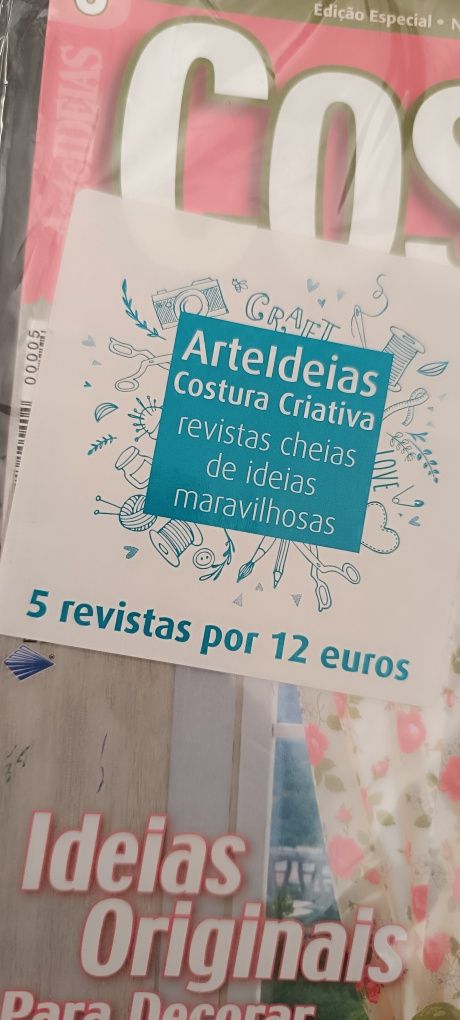 Edição Especial •
Cos
IDEIAS
CRAFT
ArteIdeias
Costura Criativa
revistas cheias
de ideias
maravilhosas
LOVE
5 revistas por 12 euros
00005
Ideias
Originais
Para Decorar